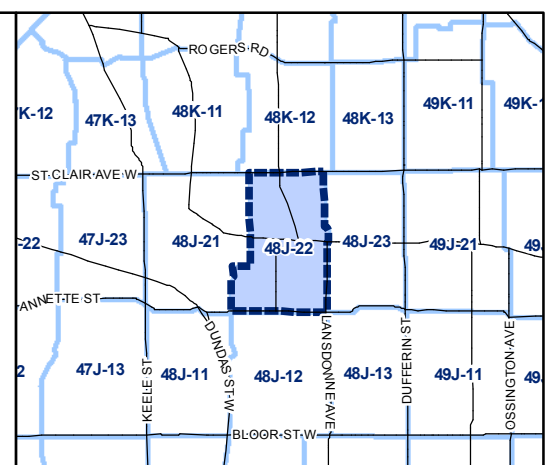 ROGERS RD
K-12
47K-13
48K-11
48K-12
48K-13
49K-11
49K-1
ST CLAIR AVE W
-22
47J-23
48J-21
48J-22
48J-23
49J-21
49J
ANNETTE ST
2
47J-13
48J-11
48J-12
48J-13
49J-11
49J
KEELE ST
DUNDAS ST W
LANSDOWNE AVE
DUFFERIN ST
OSSINGTON AVE
BLOOR ST W